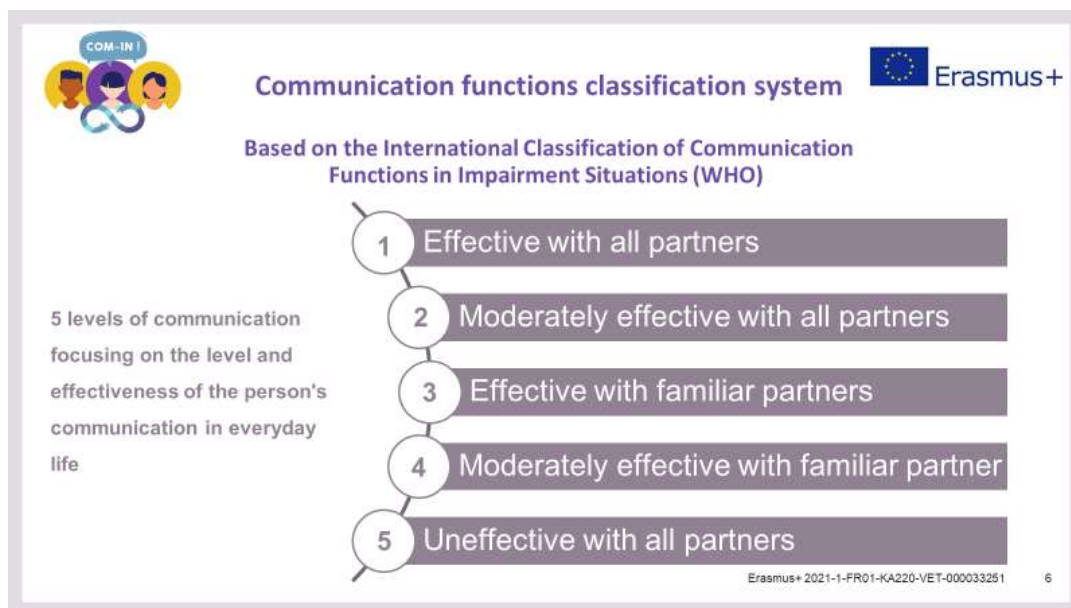 COM-IN !
Communication functions classification system
Erasmus+
Based on the International Classification of Communication
Functions in Impairment Situations (WHO)
5 levels of communication
focusing on the level and
effectiveness of the person's
communication in everyday
life
1 Effective with all partners
2 Moderately effective with all partners
3 Effective with familiar partners
4 Moderately effective with familiar partner
5 Uneffective with all partners
Erasmus+ 2021-1-FR01-KA220-VET-000033251 6